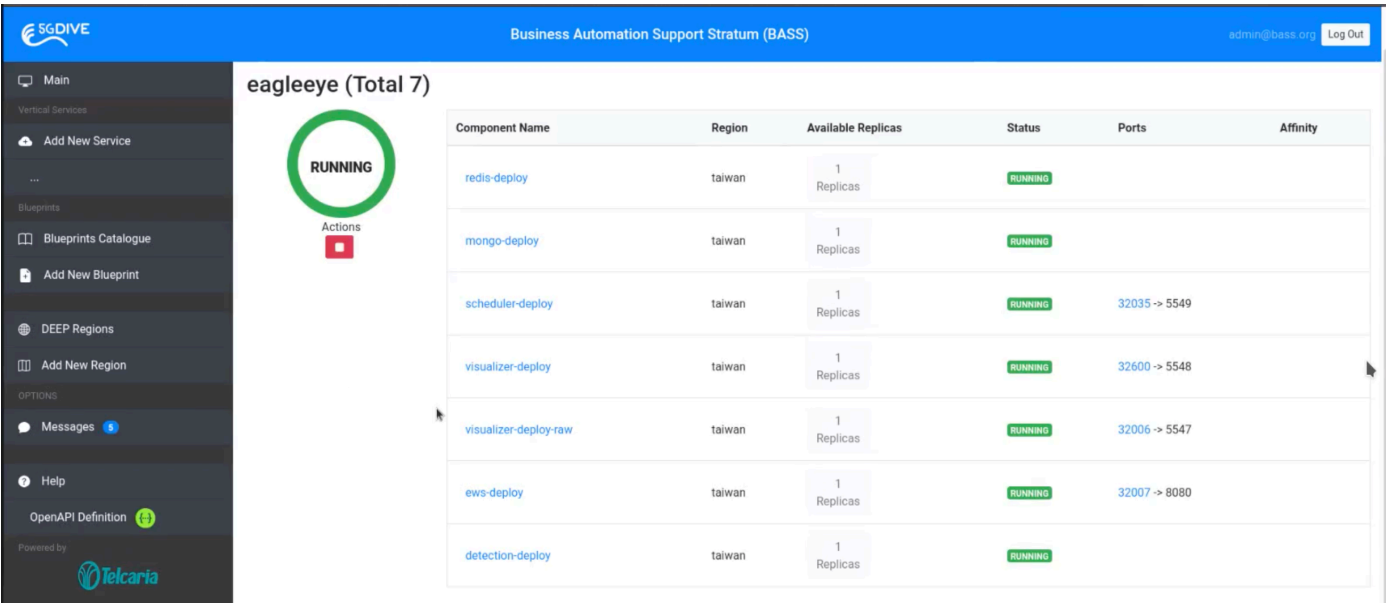 5GDIVE
Business Automation Support Stratum (BASS)
admin@bass.org
Log Out
Main
Vertical Services
Add New Service
...
Blueprints
Blueprints Catalogue
Add New Blueprint
DEEP Regions
Add New Region
OPTIONS
Messages 5
Help
OpenAPI Definition {··}
Powered by
Telcaria
eagleeye (Total 7)
RUNNING
Actions
Component Name Region Available Replicas Status Ports Affinity
redis-deploy taiwan 1 Replicas RUNNING
mongo-deploy taiwan 1 Replicas RUNNING
scheduler-deploy taiwan 1 Replicas RUNNING 32035 -> 5549
visualizer-deploy taiwan 1 Replicas RUNNING 32600 -> 5548
visualizer-deploy-raw taiwan 1 Replicas RUNNING 32006 -> 5547
ews-deploy taiwan 1 Replicas RUNNING 32007 -> 8080
detection-deploy taiwan 1 Replicas RUNNING